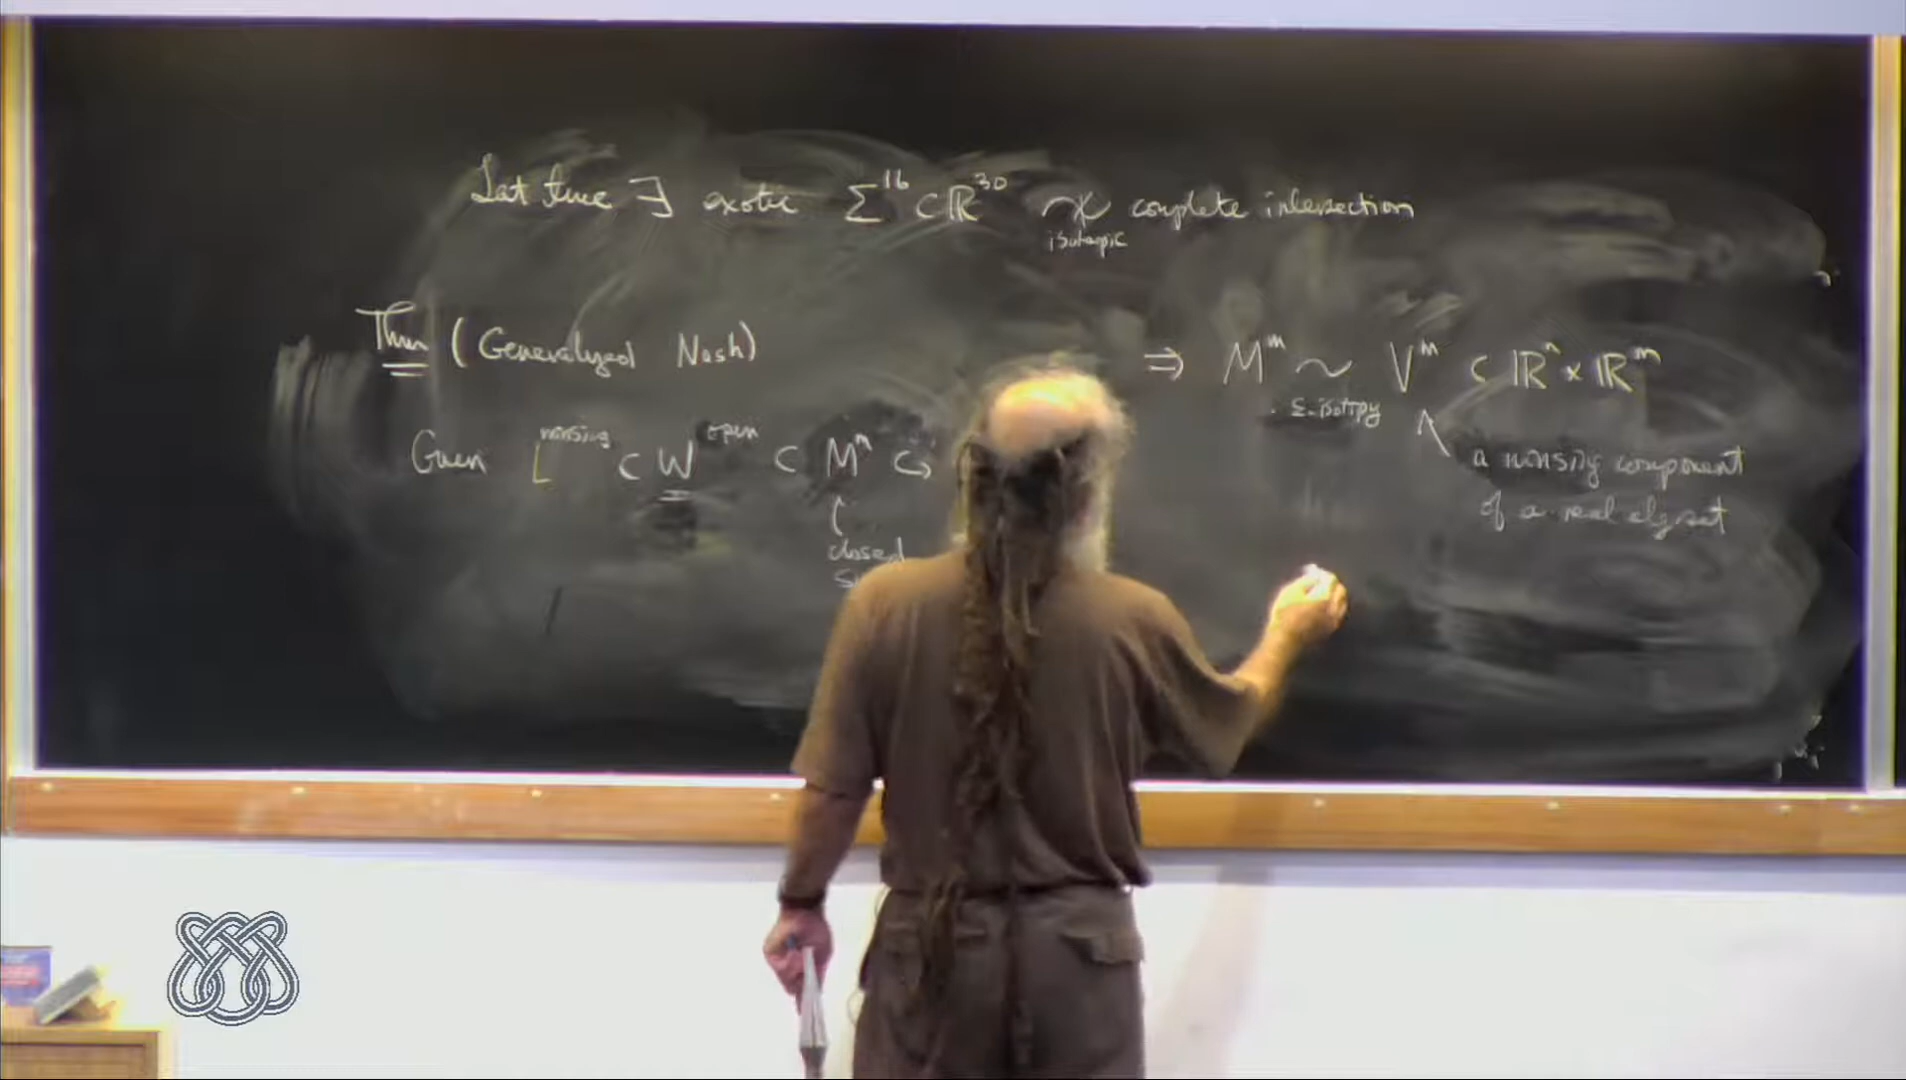 Last time ∃ exotic Σ^16 ⊂ ℝ^30 ≁ complete intersection
isotopic
Thm (Generalized Nash)
⇒ M^m ∼ V^m ⊂ ℝ^n × ℝ^m
ε-isotopy
Given L ⊂ W ⊂ M^n ↪
nonsing open
a nonsing component
of a real alg set
closed